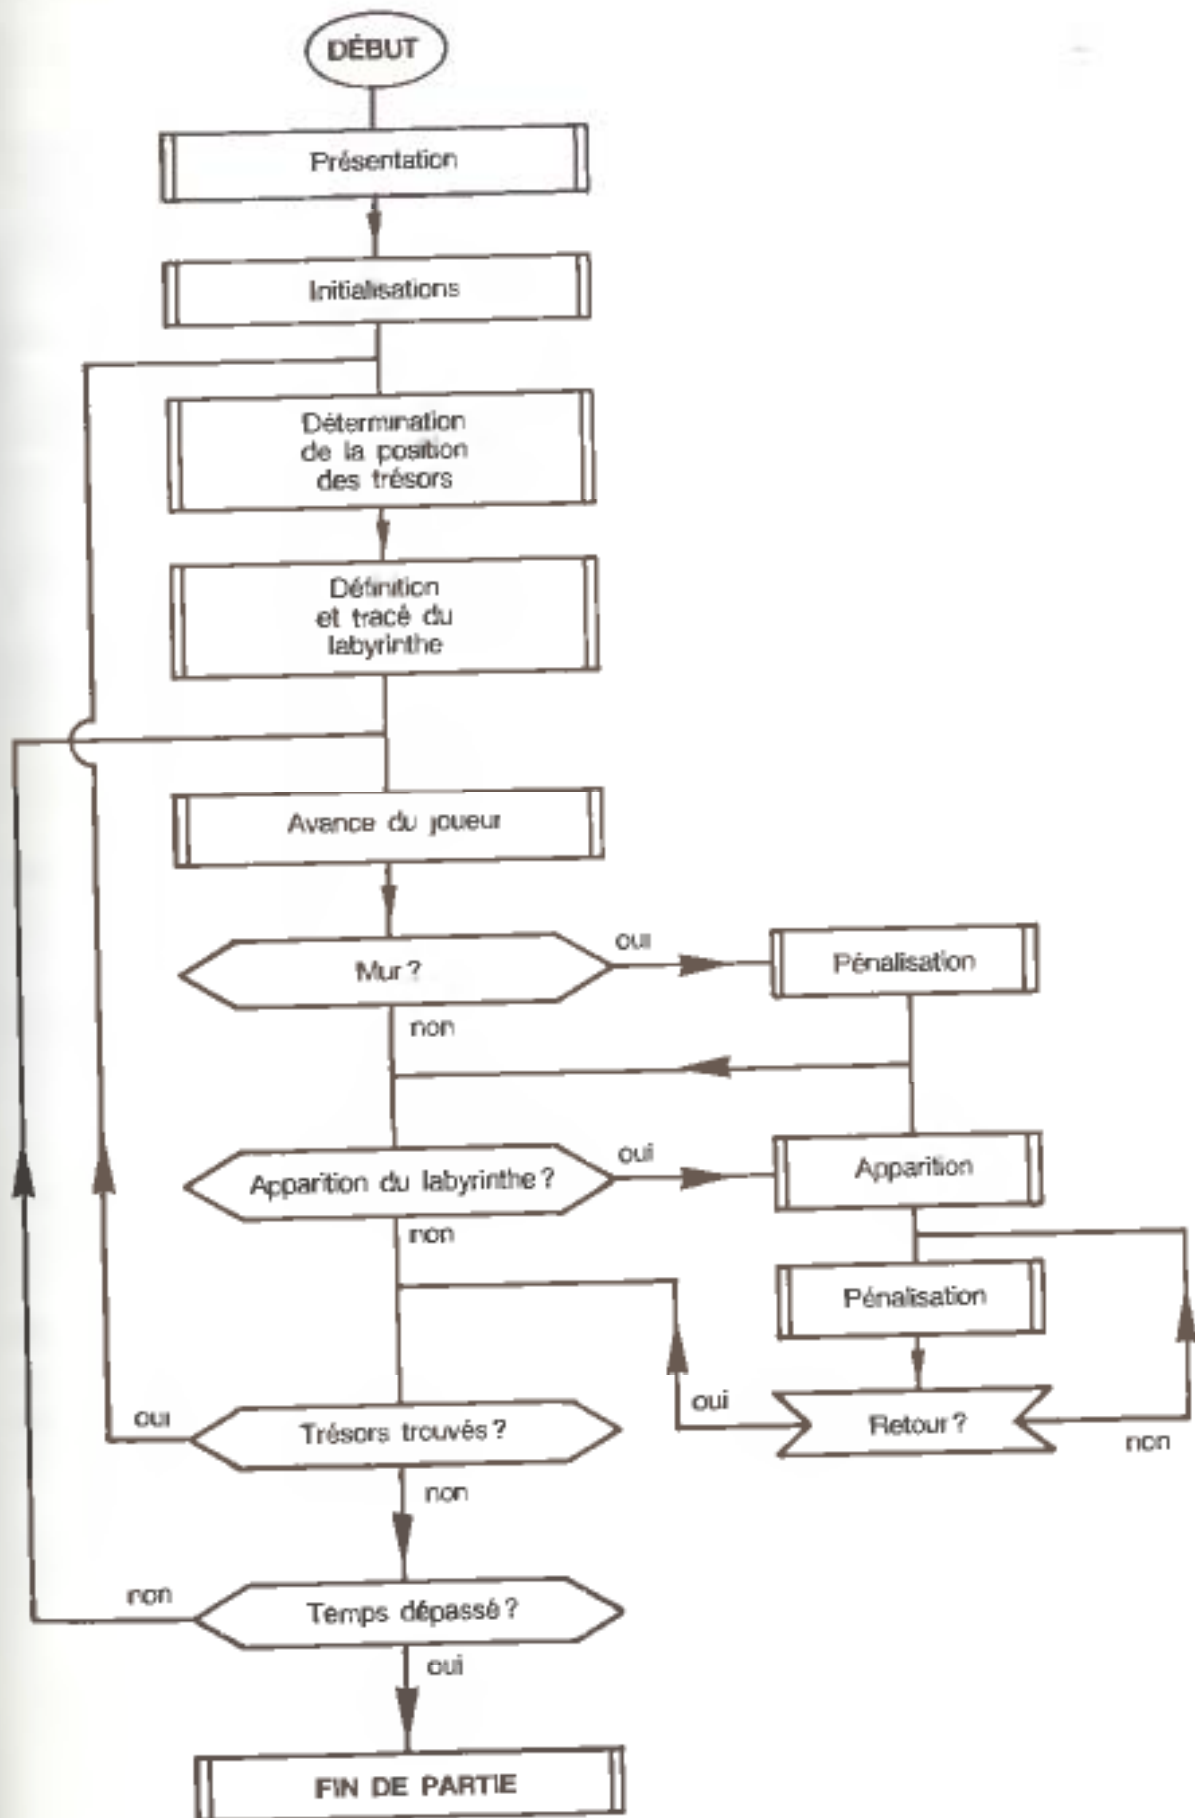 DÉBUT
Présentation
Initialisations
Détermination
de la position
des trésors
Définition
et tracé du
labyrinthe
Avance du joueur
Mur ?
oui
Pénalisation
non
Apparition du labyrinthe ?
oui
Apparition
non
Pénalisation
Retour ?
oui
non
Trésors trouvés ?
oui
non
Temps dépassé ?
non
oui
FIN DE PARTIE